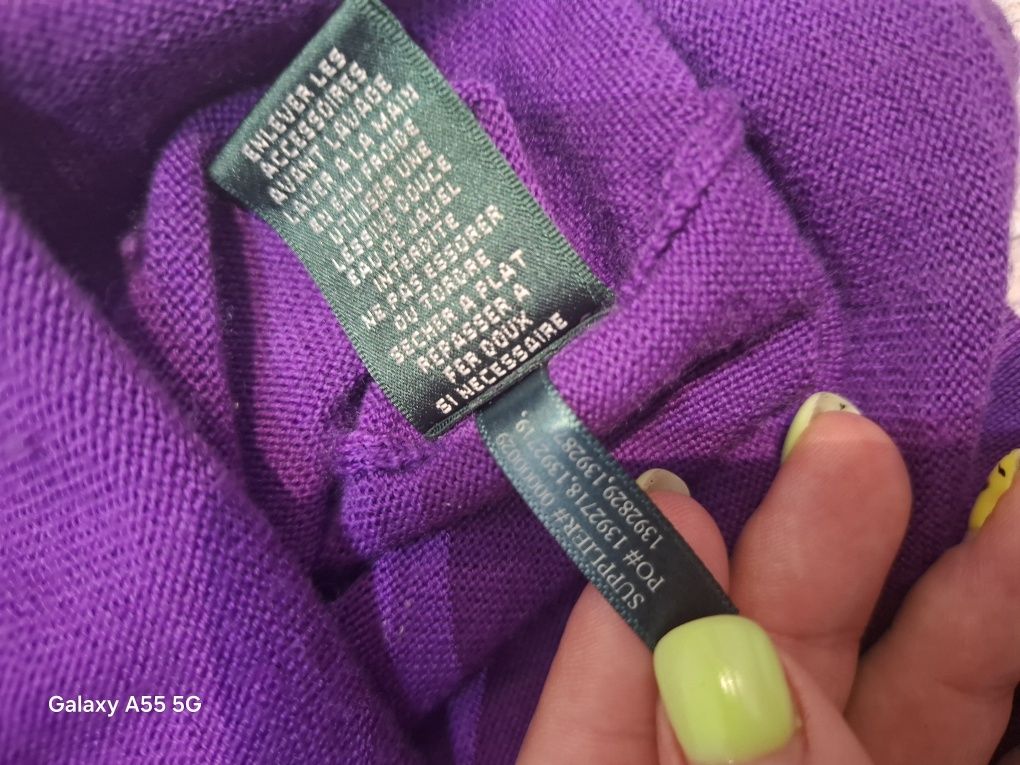 ENLEVER LES
ACCESSOIRES
AVANT LAVAGE
LAVER A LA MAIN
EN EAU FROIDE
UTILISER UNE
LESSIVE DOUCE
EAU DE JAVEL
INTERDITE
NE PAS ESSORER
OU TORDRE
SECHER A PLAT
REPASSER A
FER DOUX
SI NECESSAIRE
SUPPLIER# 0000029
PO# 1392718,1392719,
1392829,139287
Galaxy A55 5G